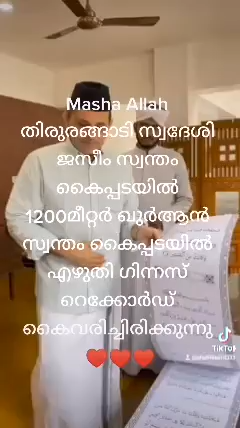 Masha Allah
തിരുരങ്ങാടി സ്വദേശി
ജസീം സ്വന്തം
കൈപ്പടയിൽ
1200മീറ്റർ ഖുർആൻ
സ്വന്തം കൈപ്പടയിൽ
എഴുതി ഗിന്നസ്
റെക്കോർഡ്
കൈവരിച്ചിരിക്കുന്നു
❤️❤️❤️
TikTok